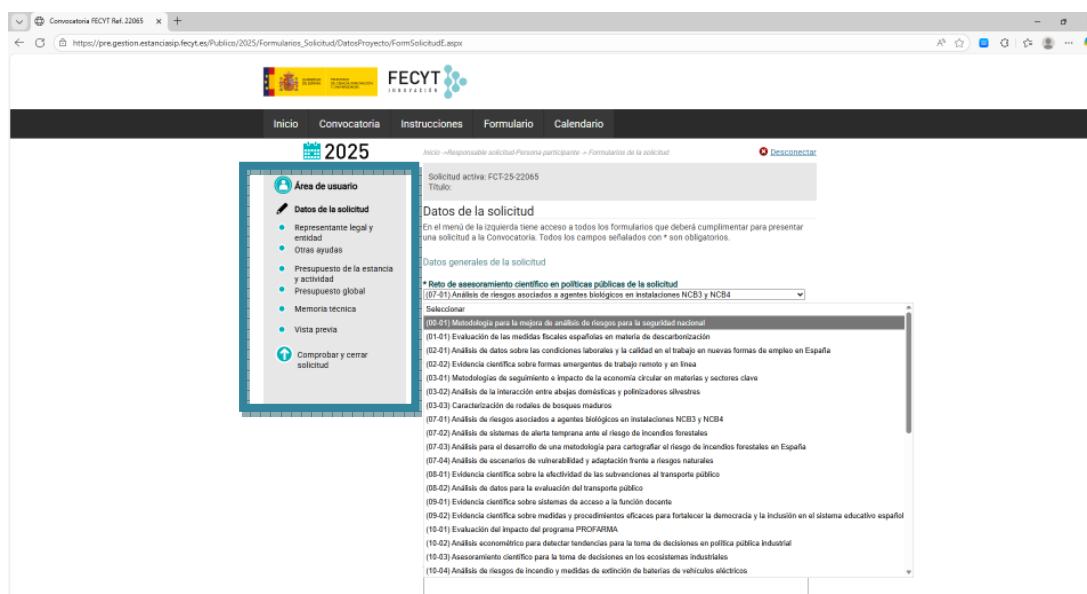 Convocatoria FECYT Ref. 22065
https://pre.gestion.estanciasip.fecyt.es/Publico/2025/Formularios_Solicitud/DatosProyecto/FormSolicitudE.aspx
FECYT
INNOVACIÓN
Inicio Convocatoria Instrucciones Formulario Calendario
2025
Inicio ->Responsable solicitud-Persona participante -> Formularios de la solicitud
Desconectar
Área de usuario
Datos de la solicitud
Representante legal y
entidad
Otras ayudas
Presupuesto de la estancia
y actividad
Presupuesto global
Memoria técnica
Vista previa
Comprobar y cerrar
solicitud
Solicitud activa: FCT-25-22065
Título:
Datos de la solicitud
En el menú de la izquierda tiene acceso a todos los formularios que deberá cumplimentar para presentar
una solicitud a la Convocatoria. Todos los campos señalados con * son obligatorios.
Datos generales de la solicitud
* Reto de asesoramiento científico en políticas públicas de la solicitud
(07-01) Análisis de riesgos asociados a agentes biológicos en instalaciones NCB3 y NCB4
Seleccionar
(00-01) Metodología para la mejora de análisis de riesgos para la seguridad nacional
(01-01) Evaluación de las medidas fiscales españolas en materia de descarbonización
(02-01) Análisis de datos sobre las condiciones laborales y la calidad en el trabajo en nuevas formas de empleo en España
(02-02) Evidencia científica sobre formas emergentes de trabajo remoto y en línea
(03-01) Metodologías de seguimiento e impacto de la economía circular en materias y sectores clave
(03-02) Análisis de la interacción entre abejas domésticas y polinizadores silvestres
(03-03) Caracterización de rodales de bosques maduros
(07-01) Análisis de riesgos asociados a agentes biológicos en instalaciones NCB3 y NCB4
(07-02) Análisis de sistemas de alerta temprana ante el riesgo de incendios forestales
(07-03) Análisis para el desarrollo de una metodología para cartografiar el riesgo de incendios forestales en España
(07-04) Análisis de escenarios de vulnerabilidad y adaptación frente a riesgos naturales
(08-01) Evidencia científica sobre la efectividad de las subvenciones al transporte público
(08-02) Análisis de datos para la evaluación del transporte público
(09-01) Evidencia científica sobre sistemas de acceso a la función docente
(09-02) Evidencia científica sobre medidas y procedimientos eficaces para fortalecer la democracia y la inclusión en el sistema educativo español
(10-01) Evaluación del impacto del programa PROFARMA
(10-02) Análisis econométrico para detectar tendencias para la toma de decisiones en política pública industrial
(10-03) Asesoramiento científico para la toma de decisiones en los ecosistemas industriales
(10-04) Análisis de riesgos de incendio y medidas de extinción de baterías de vehículos eléctricos